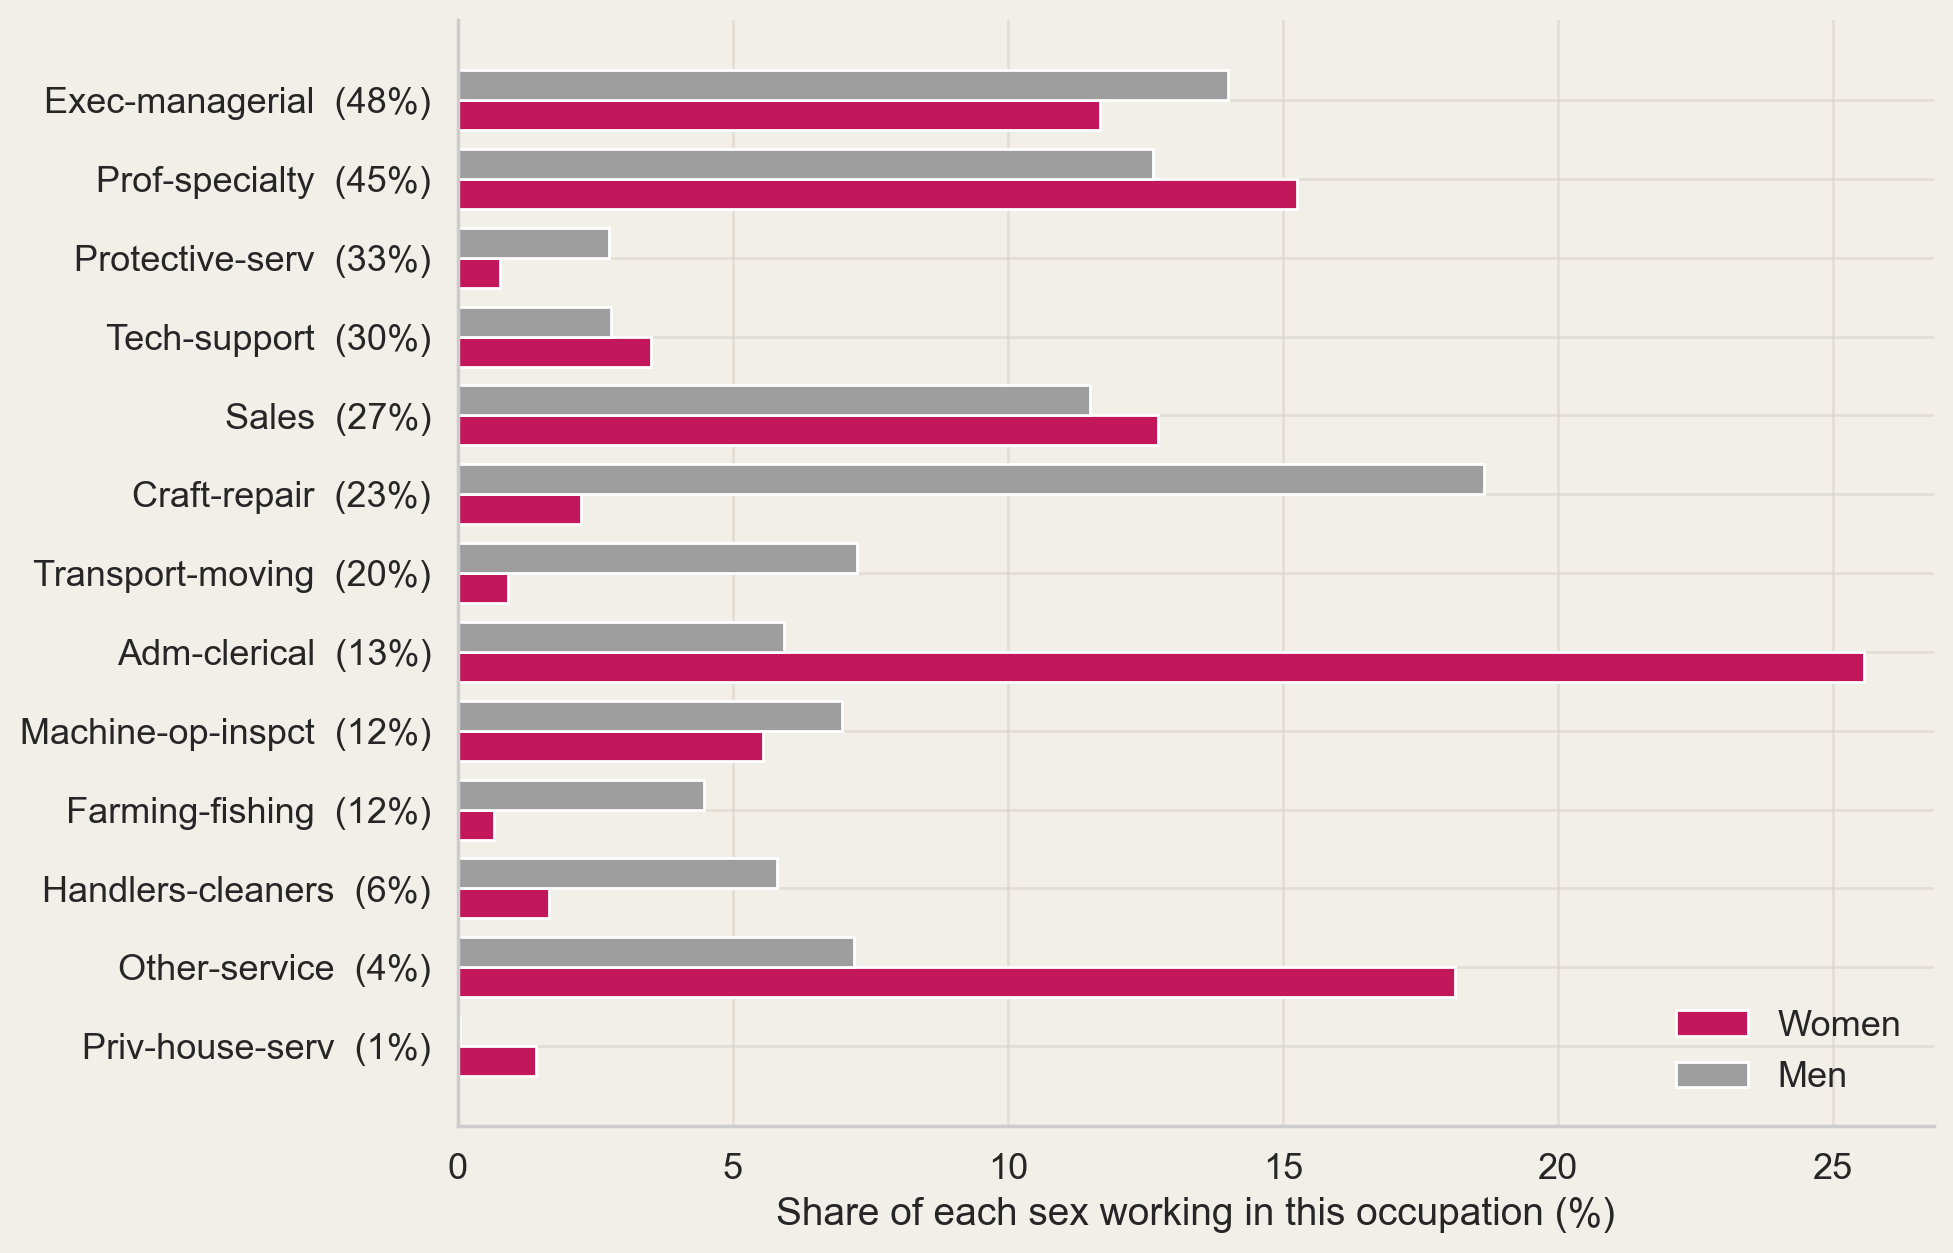 Exec-managerial (48%)
Prof-specialty (45%)
Protective-serv (33%)
Tech-support (30%)
Sales (27%)
Craft-repair (23%)
Transport-moving (20%)
Adm-clerical (13%)
Machine-op-inspct (12%)
Farming-fishing (12%)
Handlers-cleaners (6%)
Other-service (4%)
Priv-house-serv (1%)
Women
Men
0 5 10 15 20 25
Share of each sex working in this occupation (%)